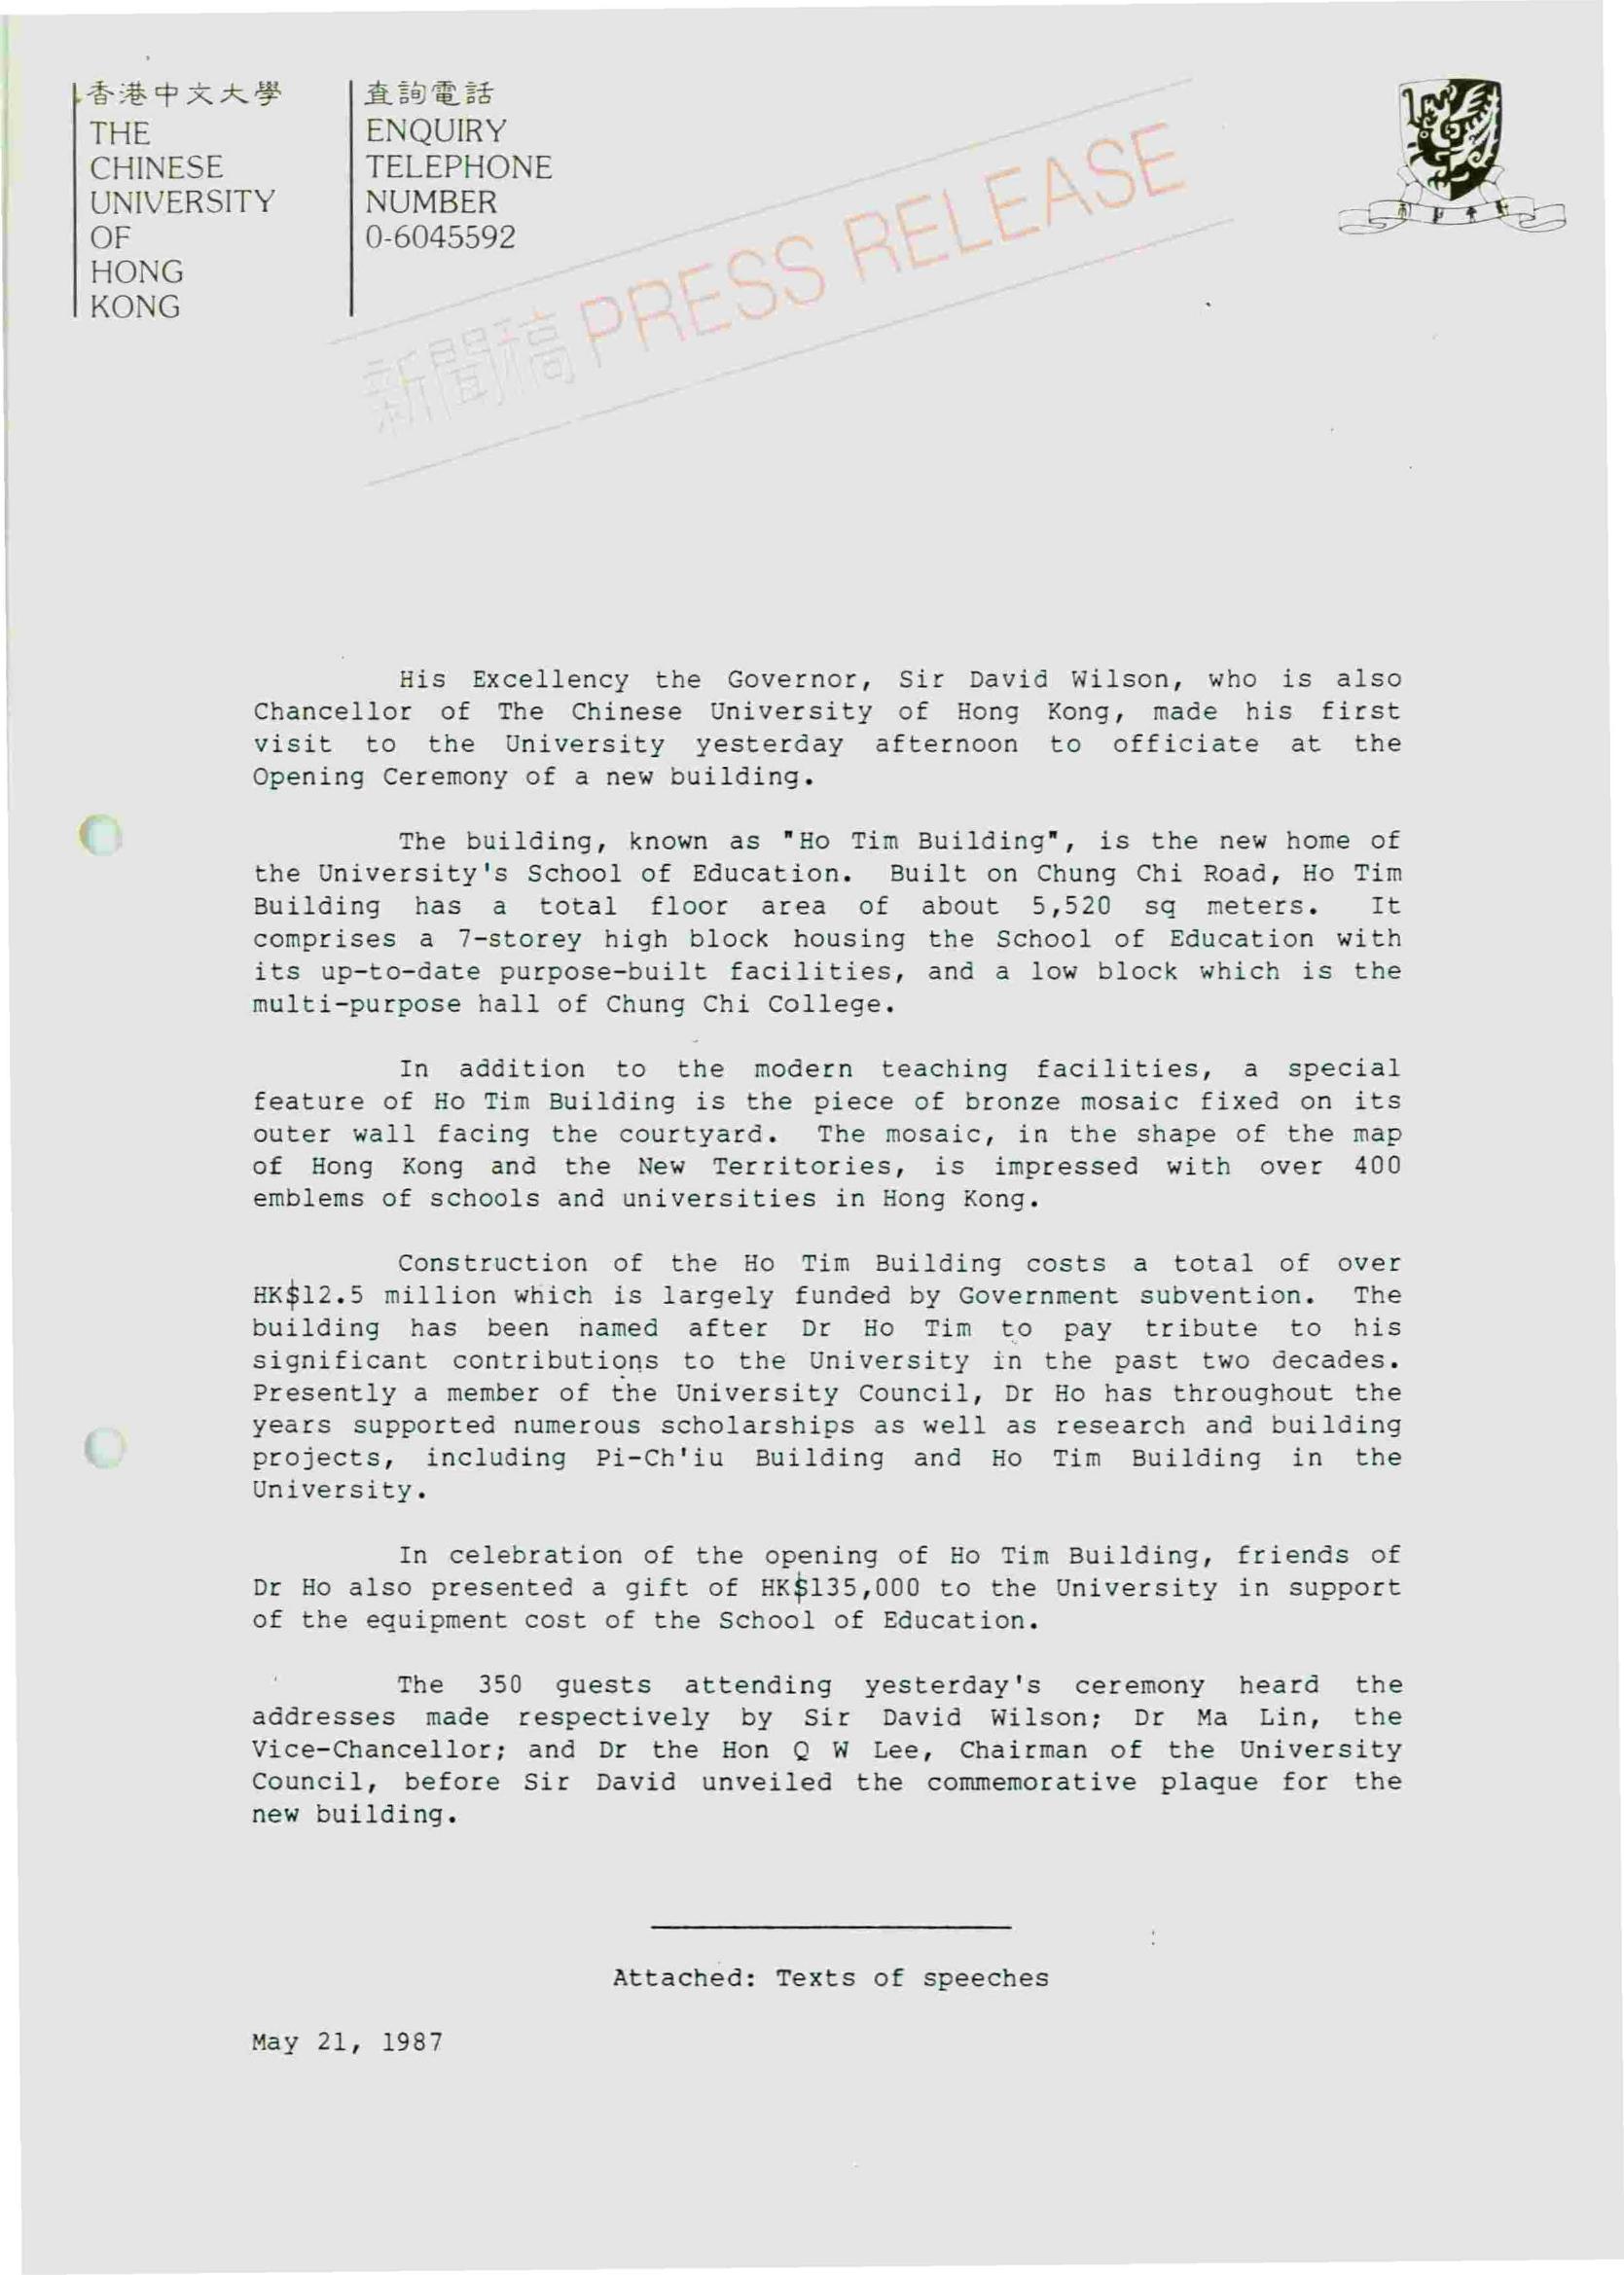 香港中文大學
THE
CHINESE
UNIVERSITY
OF
HONG
KONG
查詢電話
ENQUIRY
TELEPHONE
NUMBER
0-6045592
新聞稿 PRESS RELEASE
His Excellency the Governor, Sir David Wilson, who is also
Chancellor of The Chinese University of Hong Kong, made his first
visit to the University yesterday afternoon to officiate at the
Opening Ceremony of a new building.
The building, known as "Ho Tim Building", is the new home of
the University's School of Education. Built on Chung Chi Road, Ho Tim
Building has a total floor area of about 5,520 sq meters. It
comprises a 7-storey high block housing the School of Education with
its up-to-date purpose-built facilities, and a low block which is the
multi-purpose hall of Chung Chi College.
In addition to the modern teaching facilities, a special
feature of Ho Tim Building is the piece of bronze mosaic fixed on its
outer wall facing the courtyard. The mosaic, in the shape of the map
of Hong Kong and the New Territories, is impressed with over 400
emblems of schools and universities in Hong Kong.
Construction of the Ho Tim Building costs a total of over
HK$12.5 million which is largely funded by Government subvention. The
building has been named after Dr Ho Tim to pay tribute to his
significant contributions to the University in the past two decades.
Presently a member of the University Council, Dr Ho has throughout the
years supported numerous scholarships as well as research and building
projects, including Pi-Ch'iu Building and Ho Tim Building in the
University.
In celebration of the opening of Ho Tim Building, friends of
Dr Ho also presented a gift of HK$135,000 to the University in support
of the equipment cost of the School of Education.
The 350 guests attending yesterday's ceremony heard the
addresses made respectively by Sir David Wilson; Dr Ma Lin, the
Vice-Chancellor; and Dr the Hon Q W Lee, Chairman of the University
Council, before Sir David unveiled the commemorative plaque for the
new building.
Attached: Texts of speeches
May 21, 1987